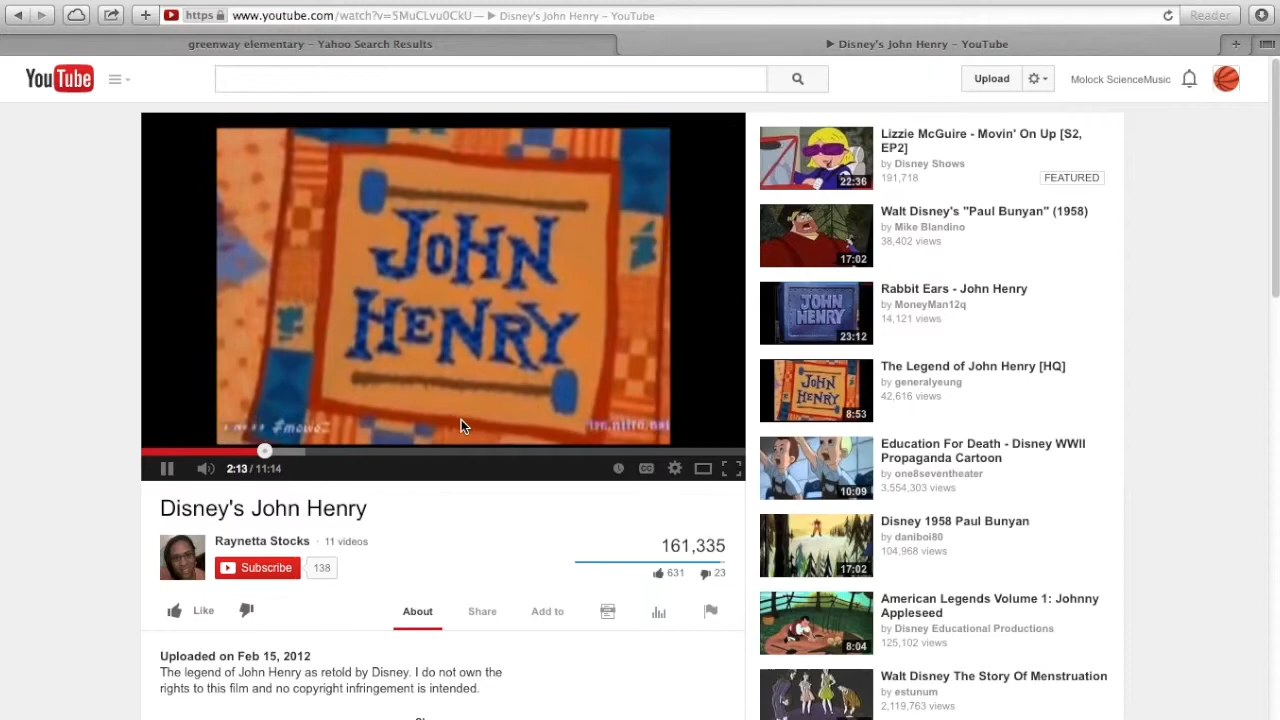 https www.youtube.com/watch?v=SMuCLvu0CkU — ▶ Disney's John Henry – YouTube
Reader
greenway elementary – Yahoo Search Results
▶ Disney's John Henry – YouTube
YouTube
Upload
Molock ScienceMusic
JOHN
HENRY
2:13 / 11:14
CC
Disney's John Henry
Raynetta Stocks · 11 videos
Subscribe 138
161,335
631 23
Like
About Share Add to
Uploaded on Feb 15, 2012
The legend of John Henry as retold by Disney. I do not own the
rights to this film and no copyright infringement is intended.
22:36
Lizzie McGuire - Movin' On Up [S2,
EP2]
by Disney Shows
191,718
FEATURED
17:02
Walt Disney's "Paul Bunyan" (1958)
by Mike Blandino
38,402 views
JOHN
HENRY
23:12
Rabbit Ears - John Henry
by MoneyMan12q
14,121 views
JOHN
HENRY
8:53
The Legend of John Henry [HQ]
by generalyeung
42,616 views
10:09
Education For Death - Disney WWII
Propaganda Cartoon
by one8seventheater
3,554,303 views
17:02
Disney 1958 Paul Bunyan
by daniboi80
104,968 views
8:04
American Legends Volume 1: Johnny
Appleseed
by Disney Educational Productions
125,102 views
Walt Disney The Story Of Menstruation
by estunum
2,119,763 views